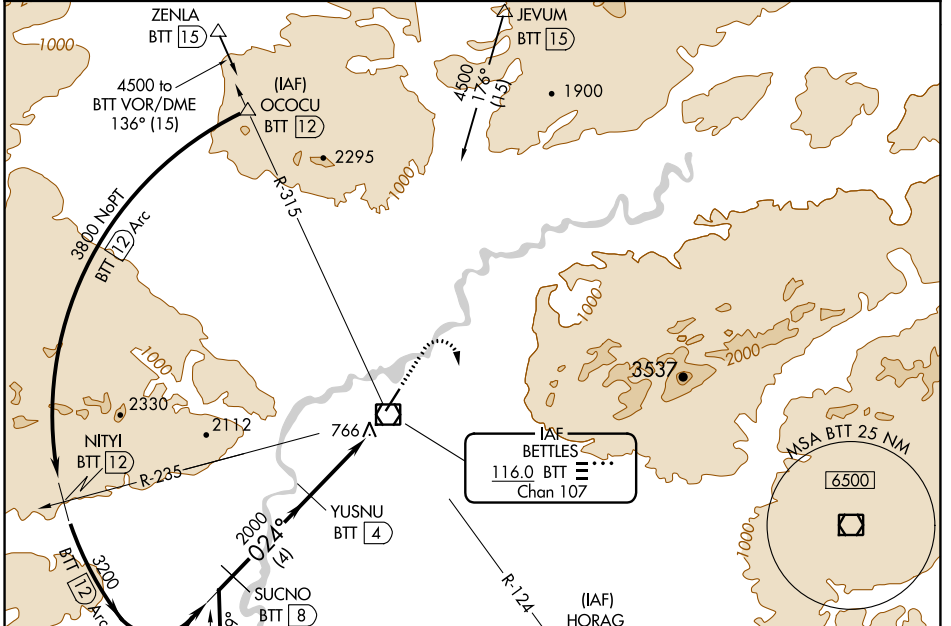 ZENLA
BTT 15
JEVUM
BTT 15
1000
4500 to
BTT VOR/DME
136° (15)
(IAF)
OCOCU
BTT 12
4500
176°
(15)
1900
2295
1000
R-315
3800 NoPT
BTT 12 Arc
1000
1000
2000
3537
2330
2112
766
NITYI
BTT 12
R-235
IAF
BETTLES
116.0 BTT
Chan 107
MSA BTT 25 NM
6500
YUSNU
BTT 4
2000
024°
(4)
1000
3200
BTT 12 Arc
SUCNO
BTT 8
R-124
(IAF)
HORAG